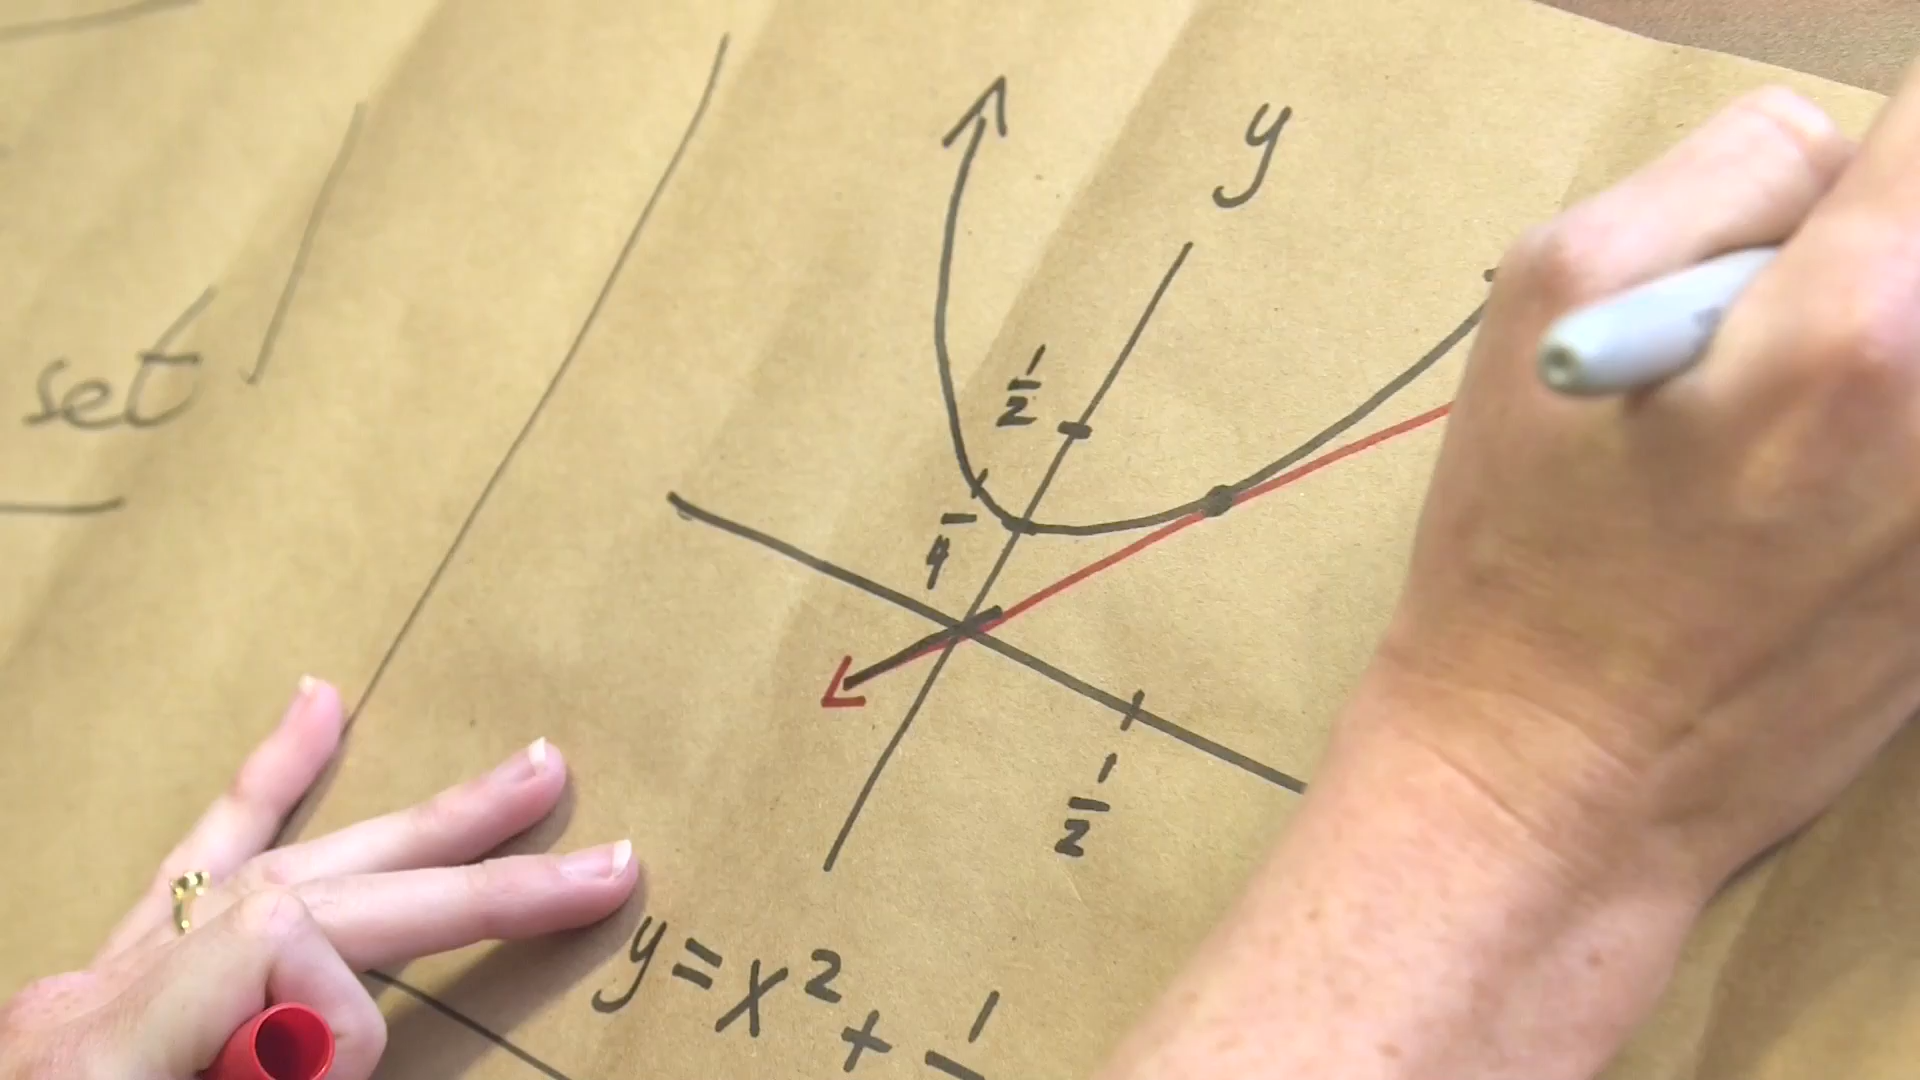 set
y
1/2
1/4
1/2
y = x² + 1